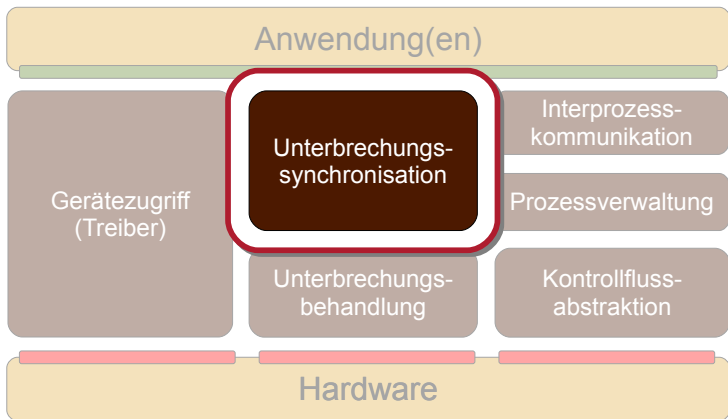 Anwendung(en)
Gerätezugriff
(Treiber)
Unterbrechungs-
synchronisation
Unterbrechungs-
behandlung
Interprozess-
kommunikation
Prozessverwaltung
Kontrollfluss-
abstraktion
Hardware